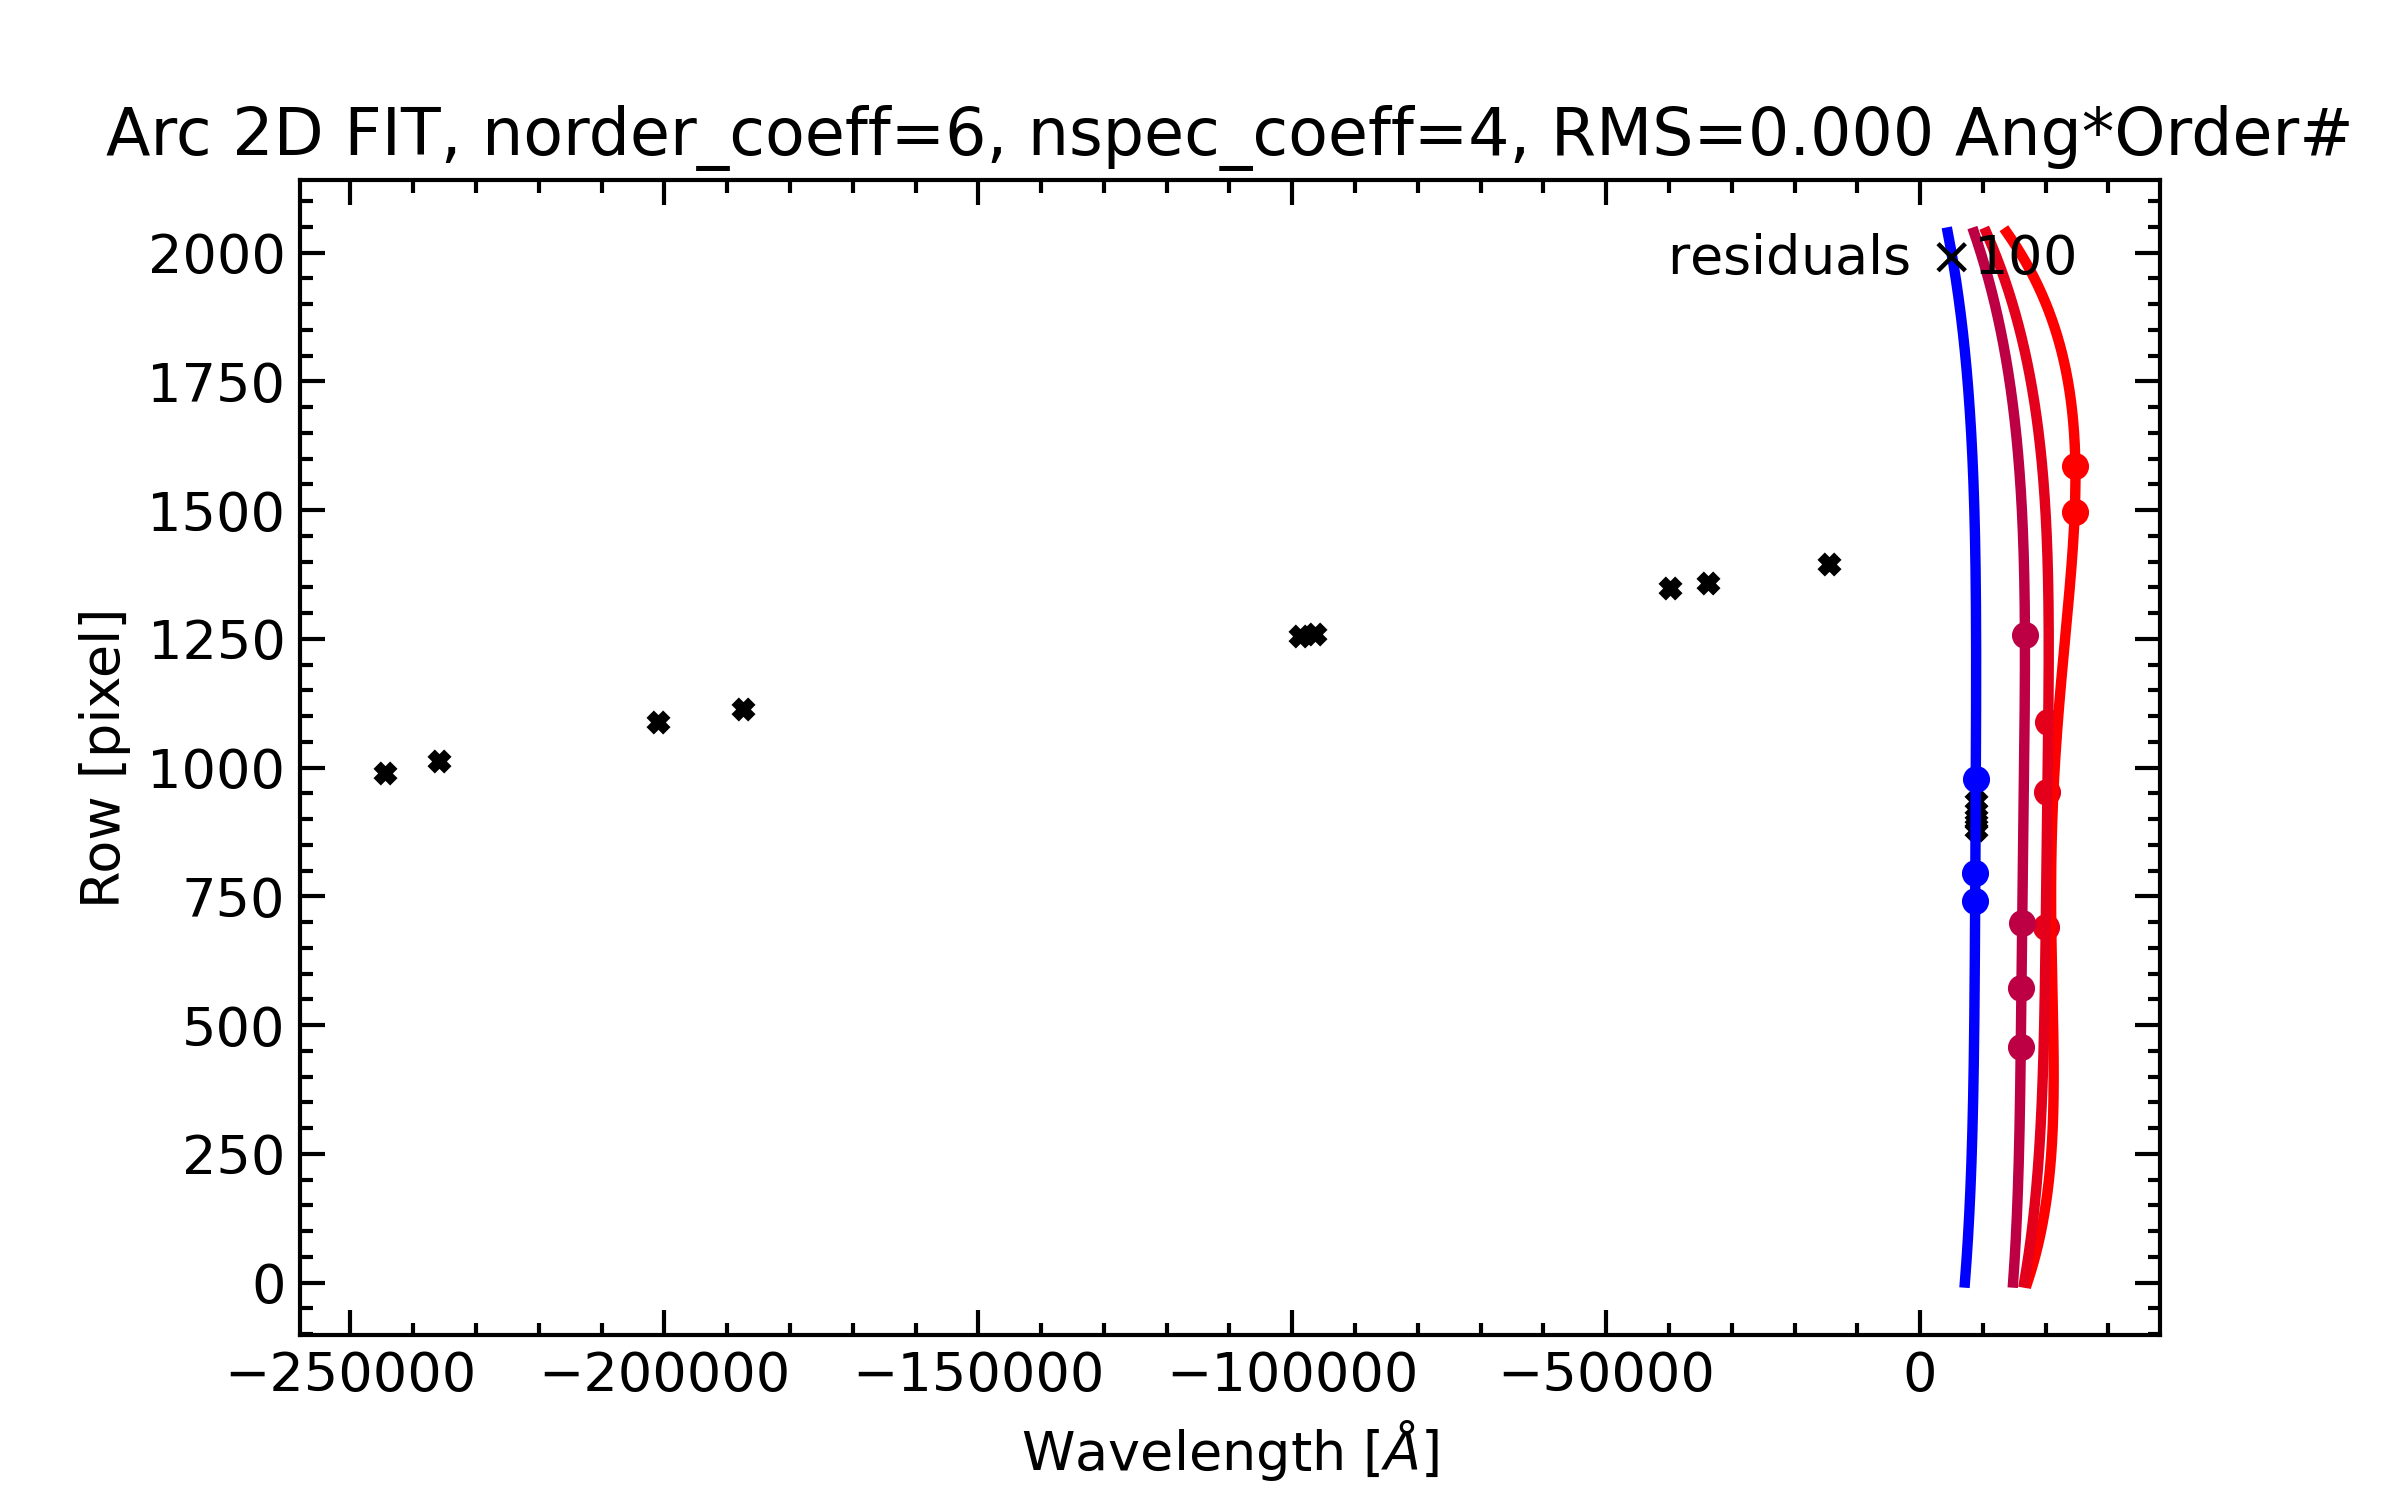 Arc 2D FIT, norder_coeff=6, nspec_coeff=4, RMS=0.000 Ang*Order#
residuals × 100
2000
1750
1500
1250
1000
750
500
250
0
Row [pixel]
−250000 −200000 −150000 −100000 −50000 0
Wavelength [Å]